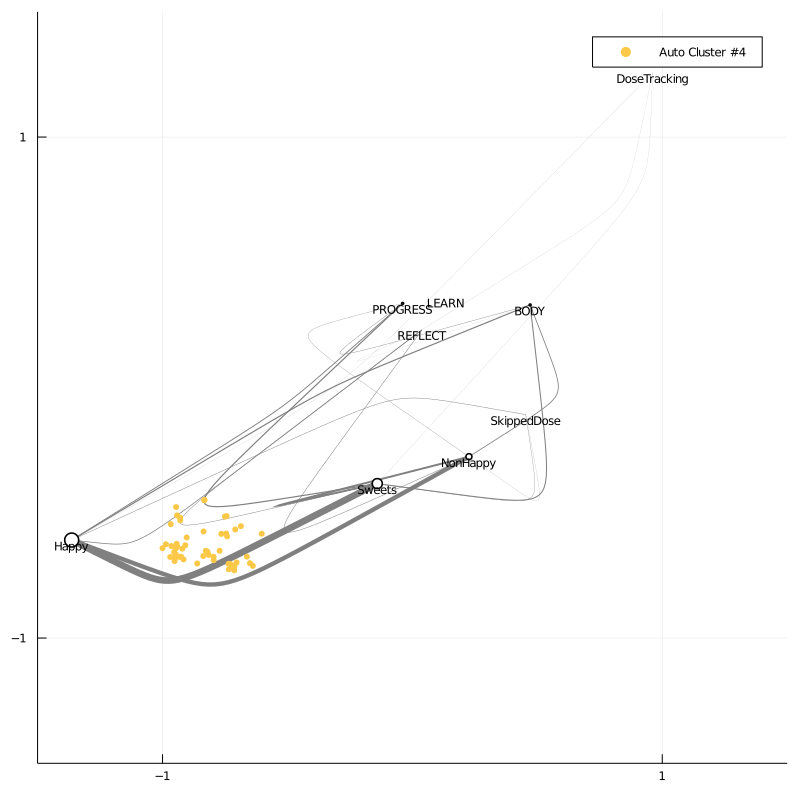 Auto Cluster #4
DoseTracking
1
LEARN
PROGRESS
BODY
REFLECT
SkippedDose
NonHappy
Sweets
Happy
−1
−1
1